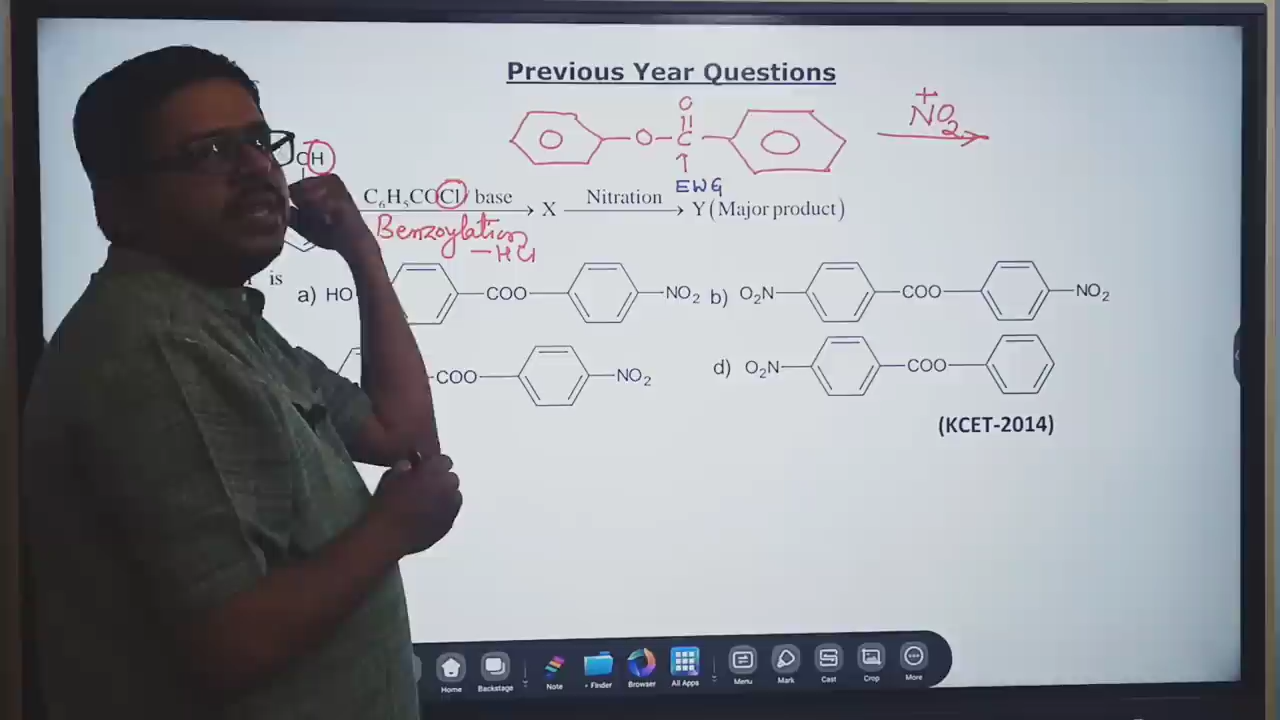 Previous Year Questions
O
||
O – C
↑
EWG
+
NO2
OH
C6H5COCl base → X Nitration → Y (Major product)
Benzoylation
– HCl
is
a) HO COO NO2 b) O2N COO NO2
COO NO2 d) O2N COO
(KCET-2014)
Home Backstage Note + Finder Browser All Apps Menu Mark Cast Crop More